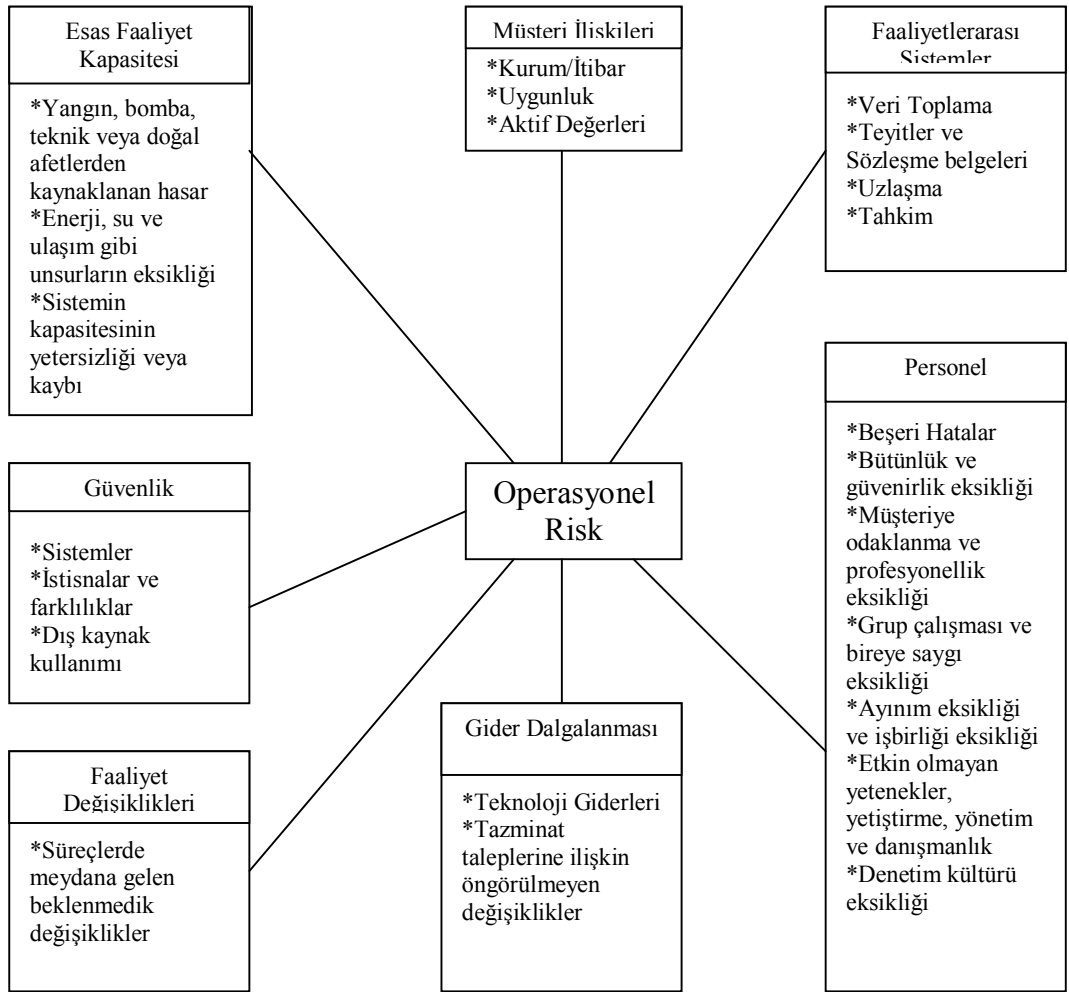 Esas Faaliyet
Kapasitesi
*Yangın, bomba,
teknik veya doğal
afetlerden
kaynaklanan hasar
*Enerji, su ve
ulaşım gibi
unsurların eksikliği
*Sistemin
kapasitesinin
yetersizliği veya
kaybı
Müşteri İlişkileri
*Kurum/İtibar
*Uygunluk
*Aktif Değerleri
Faaliyetlerarası
Sistemler
*Veri Toplama
*Teyitler ve
Sözleşme belgeleri
*Uzlaşma
*Tahkim
Güvenlik
*Sistemler
*İstisnalar ve
farklılıklar
*Dış kaynak
kullanımı
Operasyonel
Risk
Personel
*Beşeri Hatalar
*Bütünlük ve
güvenirlik eksikliği
*Müşteriye
odaklanma ve
profesyonellik
eksikliği
*Grup çalışması ve
bireye saygı
eksikliği
*Ayınım eksikliği
ve işbirliği eksikliği
*Etkin olmayan
yetenekler,
yetiştirme, yönetim
ve danışmanlık
*Denetim kültürü
eksikliği
Faaliyet
Değişiklikleri
*Süreçlerde
meydana gelen
beklenmedik
değişiklikler
Gider Dalgalanması
*Teknoloji Giderleri
*Tazminat
taleplerine ilişkin
öngörülmeyen
değişiklikler